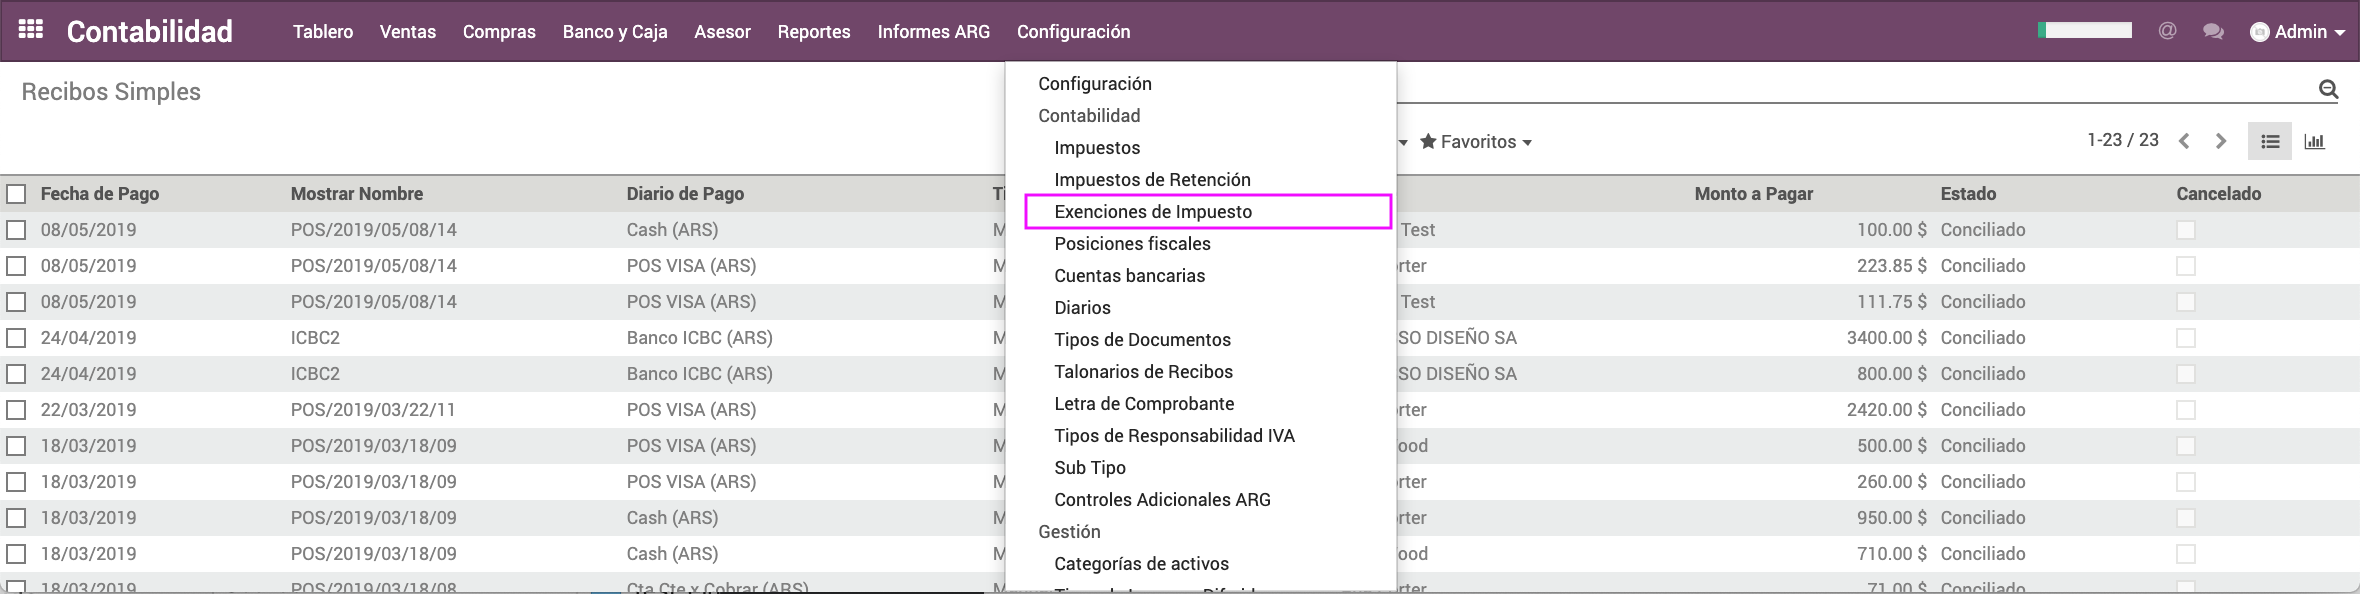 Contabilidad Tablero Ventas Compras Banco y Caja Asesor Reportes Informes ARG Configuración @ Admin
Recibos Simples
Configuración
Contabilidad
Impuestos
Favoritos 1-23 / 23
Impuestos de Retención
Fecha de Pago Mostrar Nombre Diario de Pago Monto a Pagar Estado Cancelado
Exenciones de Impuesto
08/05/2019 POS/2019/05/08/14 Cash (ARS) Test 100.00 $ Conciliado
Posiciones fiscales
08/05/2019 POS/2019/05/08/14 POS VISA (ARS) rter 223.85 $ Conciliado
Cuentas bancarias
08/05/2019 POS/2019/05/08/14 POS VISA (ARS) Test 111.75 $ Conciliado
Diarios
24/04/2019 ICBC2 Banco ICBC (ARS) SO DISEÑO SA 3400.00 $ Conciliado
Tipos de Documentos
24/04/2019 ICBC2 Banco ICBC (ARS) SO DISEÑO SA 800.00 $ Conciliado
Talonarios de Recibos
22/03/2019 POS/2019/03/22/11 POS VISA (ARS) rter 2420.00 $ Conciliado
Letra de Comprobante
18/03/2019 POS/2019/03/18/09 POS VISA (ARS) ood 500.00 $ Conciliado
Tipos de Responsabilidad IVA
18/03/2019 POS/2019/03/18/09 POS VISA (ARS) rter 260.00 $ Conciliado
Sub Tipo
18/03/2019 POS/2019/03/18/09 Cash (ARS) rter 950.00 $ Conciliado
Controles Adicionales ARG
Gestión
18/03/2019 POS/2019/03/18/09 Cash (ARS) ood 710.00 $ Conciliado
Categorías de activos
18/03/2019 POS/2019/03/18/08 Cta Cte x Cobrar (ARS) rter 71.00 $ Conciliado